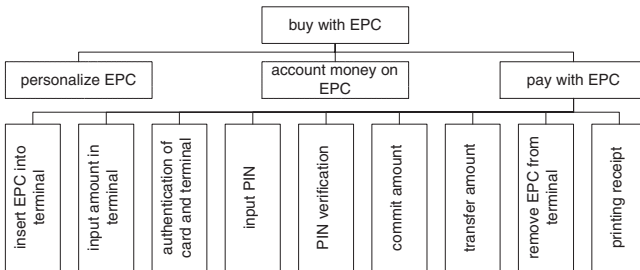 buy with EPC
personalize EPC
account money on
EPC
pay with EPC
insert EPC into
terminal
input amount in
terminal
authentication of
card and terminal
input PIN
PIN verification
commit amount
transfer amount
remove EPC from
terminal
printing receipt